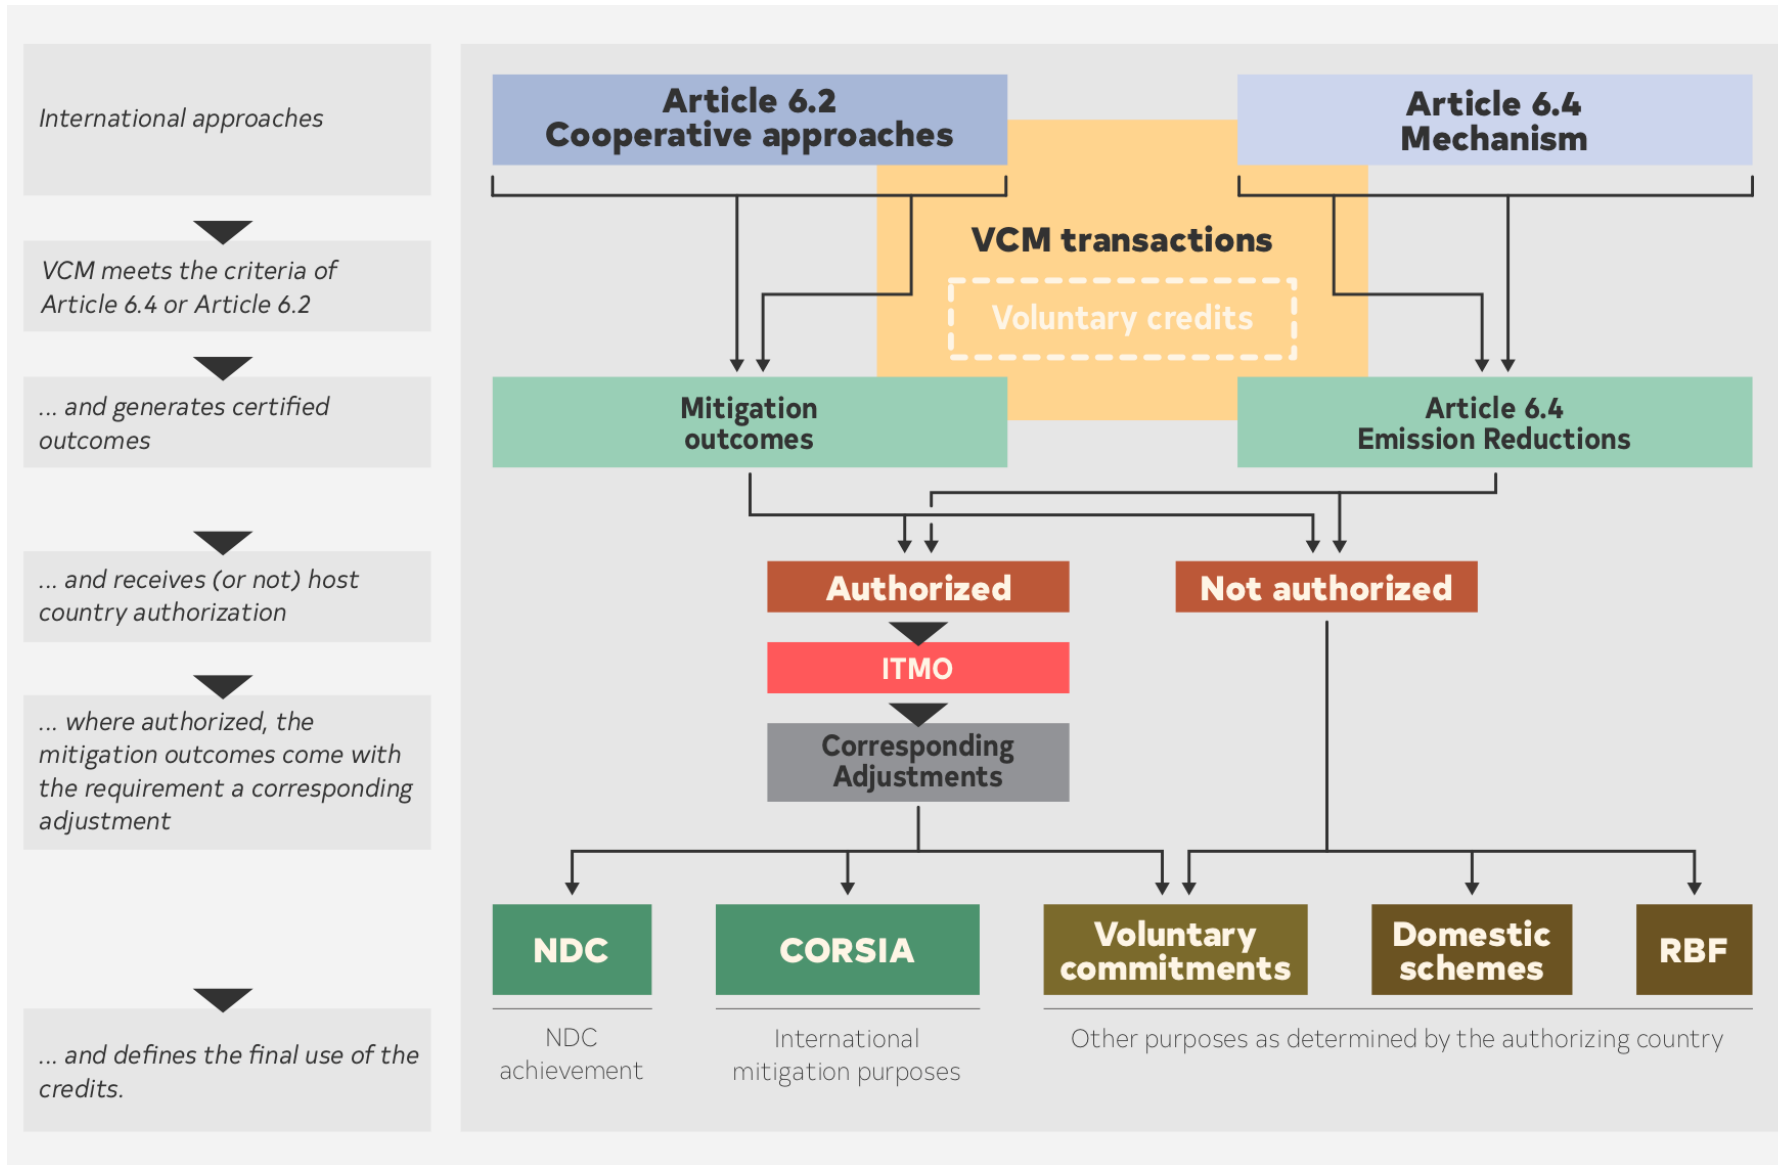 International approaches
VCM meets the criteria of
Article 6.4 or Article 6.2
... and generates certified
outcomes
... and receives (or not) host
country authorization
... where authorized, the
mitigation outcomes come with
the requirement a corresponding
adjustment
... and defines the final use of the
credits.
Article 6.2
Cooperative approaches
Article 6.4
Mechanism
VCM transactions
Voluntary credits
Mitigation
outcomes
Article 6.4
Emission Reductions
Authorized
Not authorized
ITMO
Corresponding
Adjustments
NDC
CORSIA
Voluntary
commitments
Domestic
schemes
RBF
NDC
achievement
International
mitigation purposes
Other purposes as determined by the authorizing country